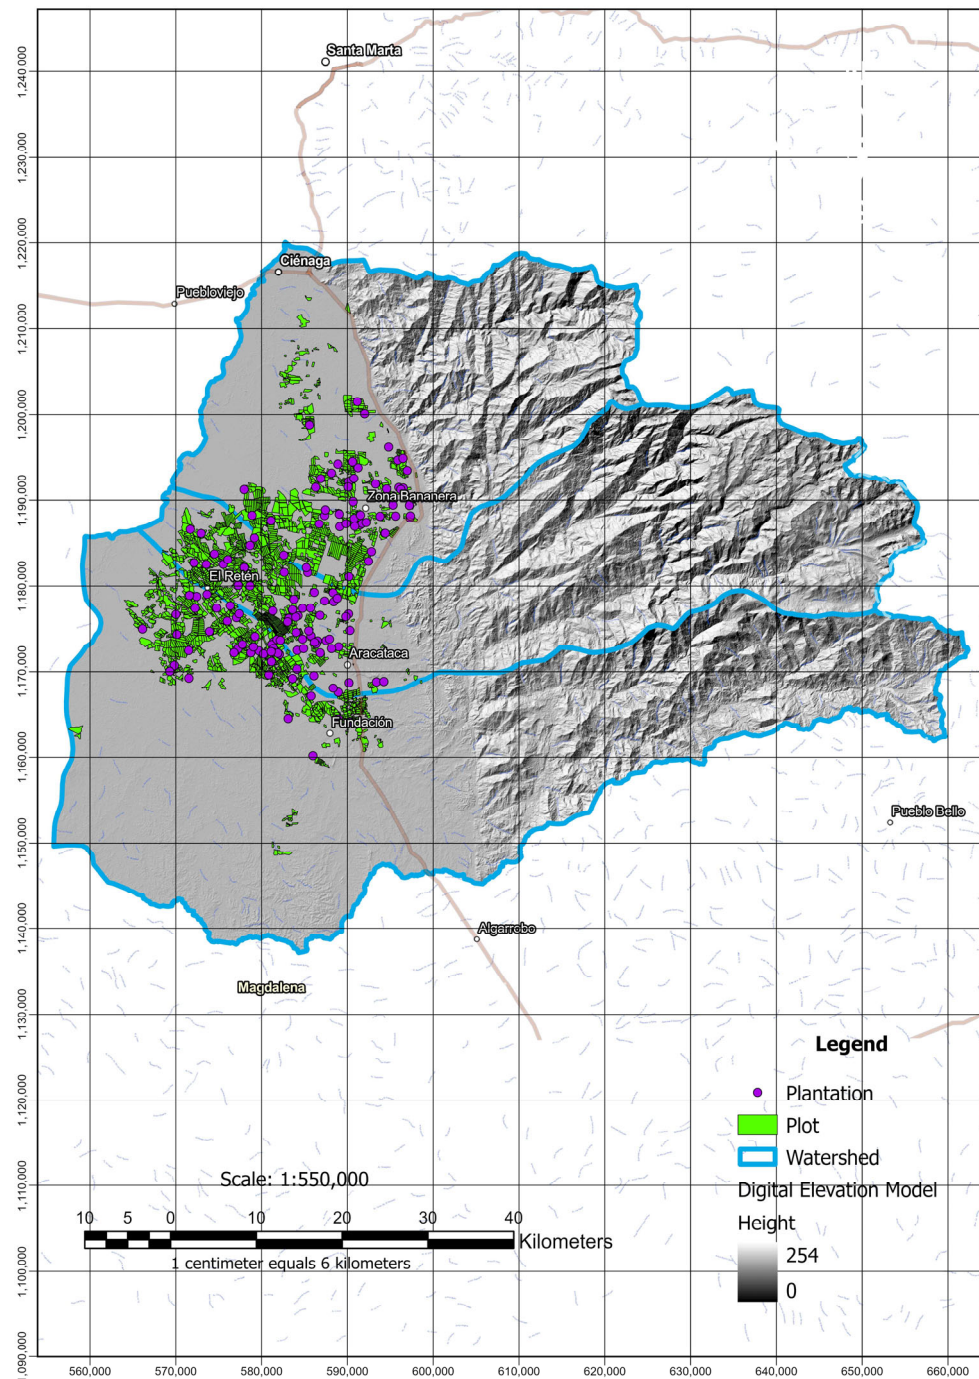 1,240,000
1,230,000
1,220,000
1,210,000
1,200,000
1,190,000
1,180,000
1,170,000
1,160,000
1,150,000
1,140,000
1,130,000
1,120,000
1,110,000
1,100,000
1,090,000
Santa Marta
Ciénaga
Puebloviejo
Zona Bananera
El Retén
Aracataca
Fundación
Pueblo Bello
Algarrobo
Magdalena
Legend
Plantation
Plot
Watershed
Digital Elevation Model
Height
254
0
Scale: 1:550,000
10 5 0 10 20 30 40
Kilometers
1 centimeter equals 6 kilometers
560,000 570,000 580,000 590,000 600,000 610,000 620,000 630,000 640,000 650,000 660,000